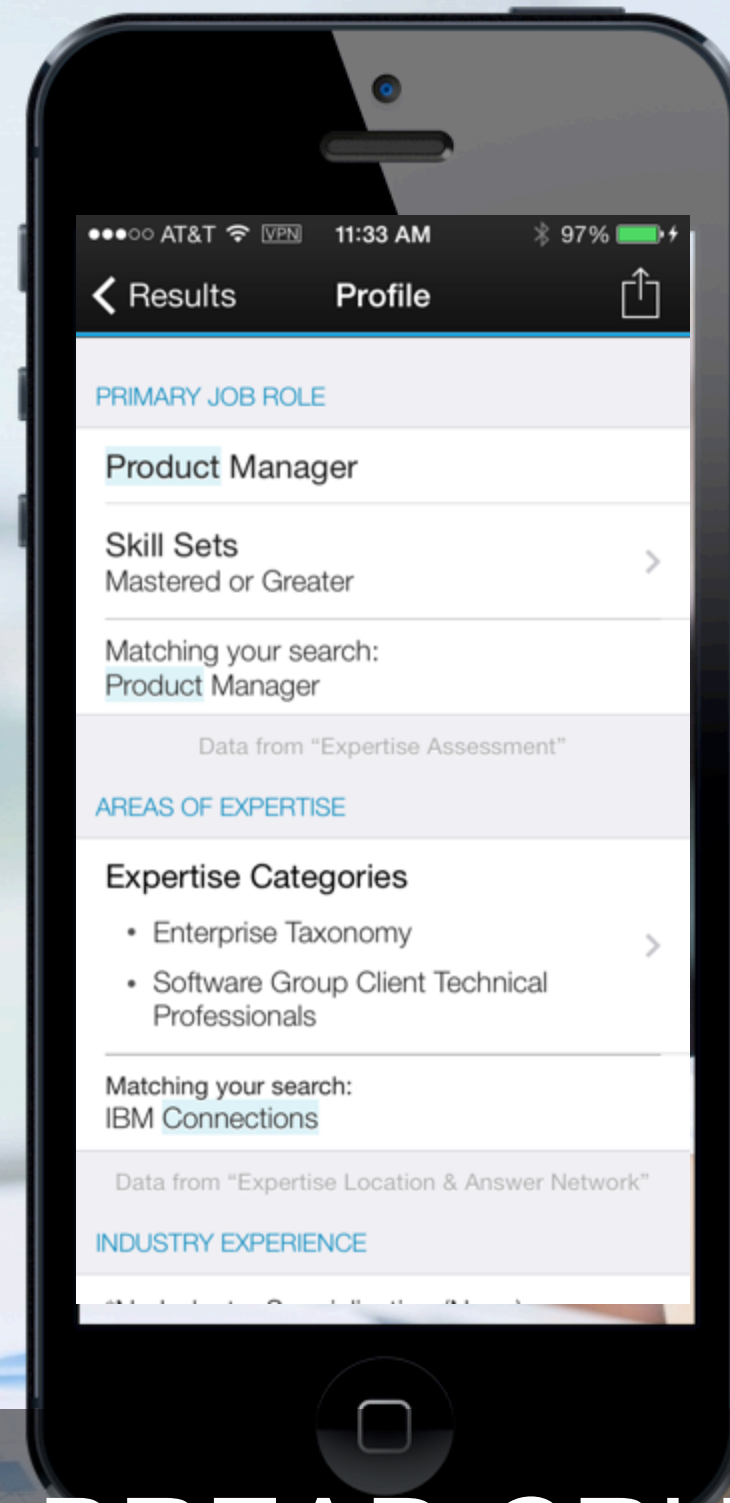 AT&T VPN 11:33 AM 97%
Results Profile
PRIMARY JOB ROLE
Product Manager
Skill Sets
Mastered or Greater
Matching your search:
Product Manager
Data from “Expertise Assessment”
AREAS OF EXPERTISE
Expertise Categories
• Enterprise Taxonomy
• Software Group Client Technical
Professionals
Matching your search:
IBM Connections
Data from “Expertise Location & Answer Network”
INDUSTRY EXPERIENCE